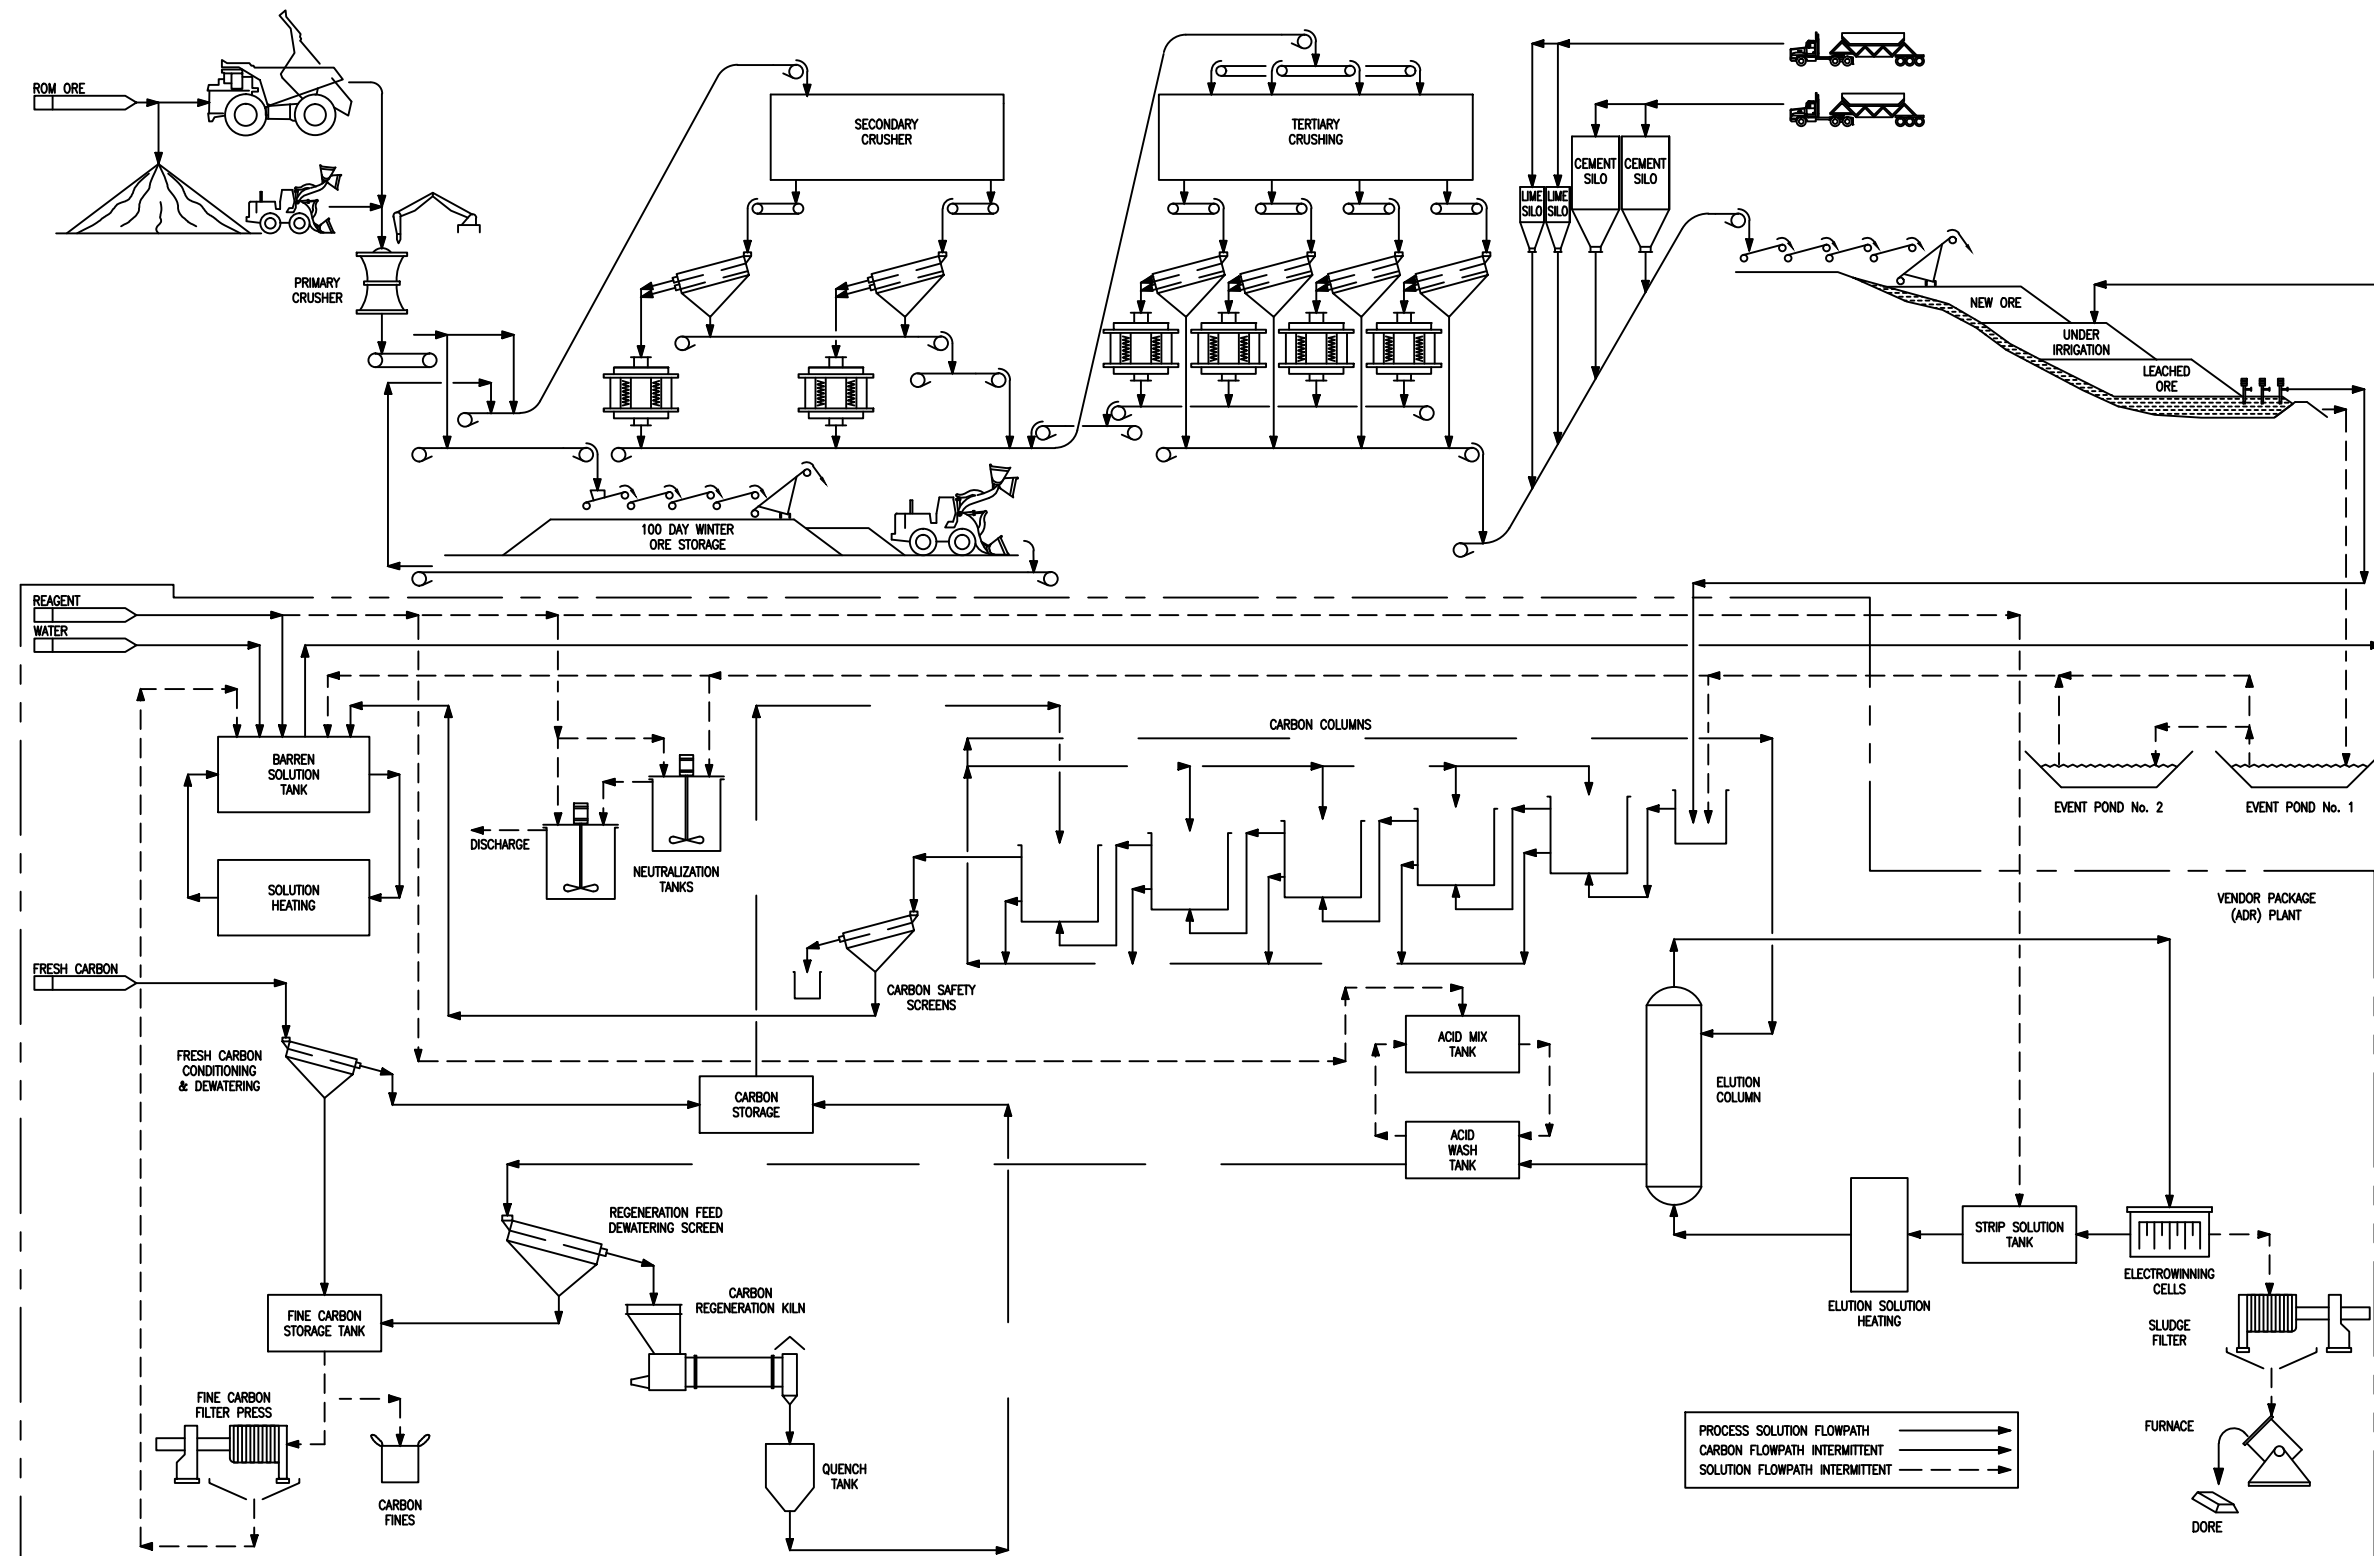 ROM ORE
SECONDARY
CRUSHER
TERTIARY
CRUSHING
CEMENT
SILO
CEMENT
SILO
LIME
SILO
LIME
SILO
PRIMARY
CRUSHER
NEW ORE
UNDER
IRRIGATION
LEACHED
ORE
100 DAY WINTER
ORE STORAGE
REAGENT
WATER
CARBON COLUMNS
BARREN
SOLUTION
TANK
EVENT POND No. 2
EVENT POND No. 1
DISCHARGE
NEUTRALIZATION
TANKS
SOLUTION
HEATING
VENDOR PACKAGE
(ADR) PLANT
FRESH CARBON
CARBON SAFETY
SCREENS
FRESH CARBON
CONDITIONING
& DEWATERING
ACID MIX
TANK
CARBON
STORAGE
ELUTION
COLUMN
ACID
WASH
TANK
REGENERATION FEED
DEWATERING SCREEN
STRIP SOLUTION
TANK
ELECTROWINNING
CELLS
CARBON
REGENERATION KILN
ELUTION SOLUTION
HEATING
FINE CARBON
STORAGE TANK
SLUDGE
FILTER
FINE CARBON
FILTER PRESS
FURNACE
PROCESS SOLUTION FLOWPATH
CARBON FLOWPATH INTERMITTENT
SOLUTION FLOWPATH INTERMITTENT
QUENCH
TANK
CARBON
FINES
DORE